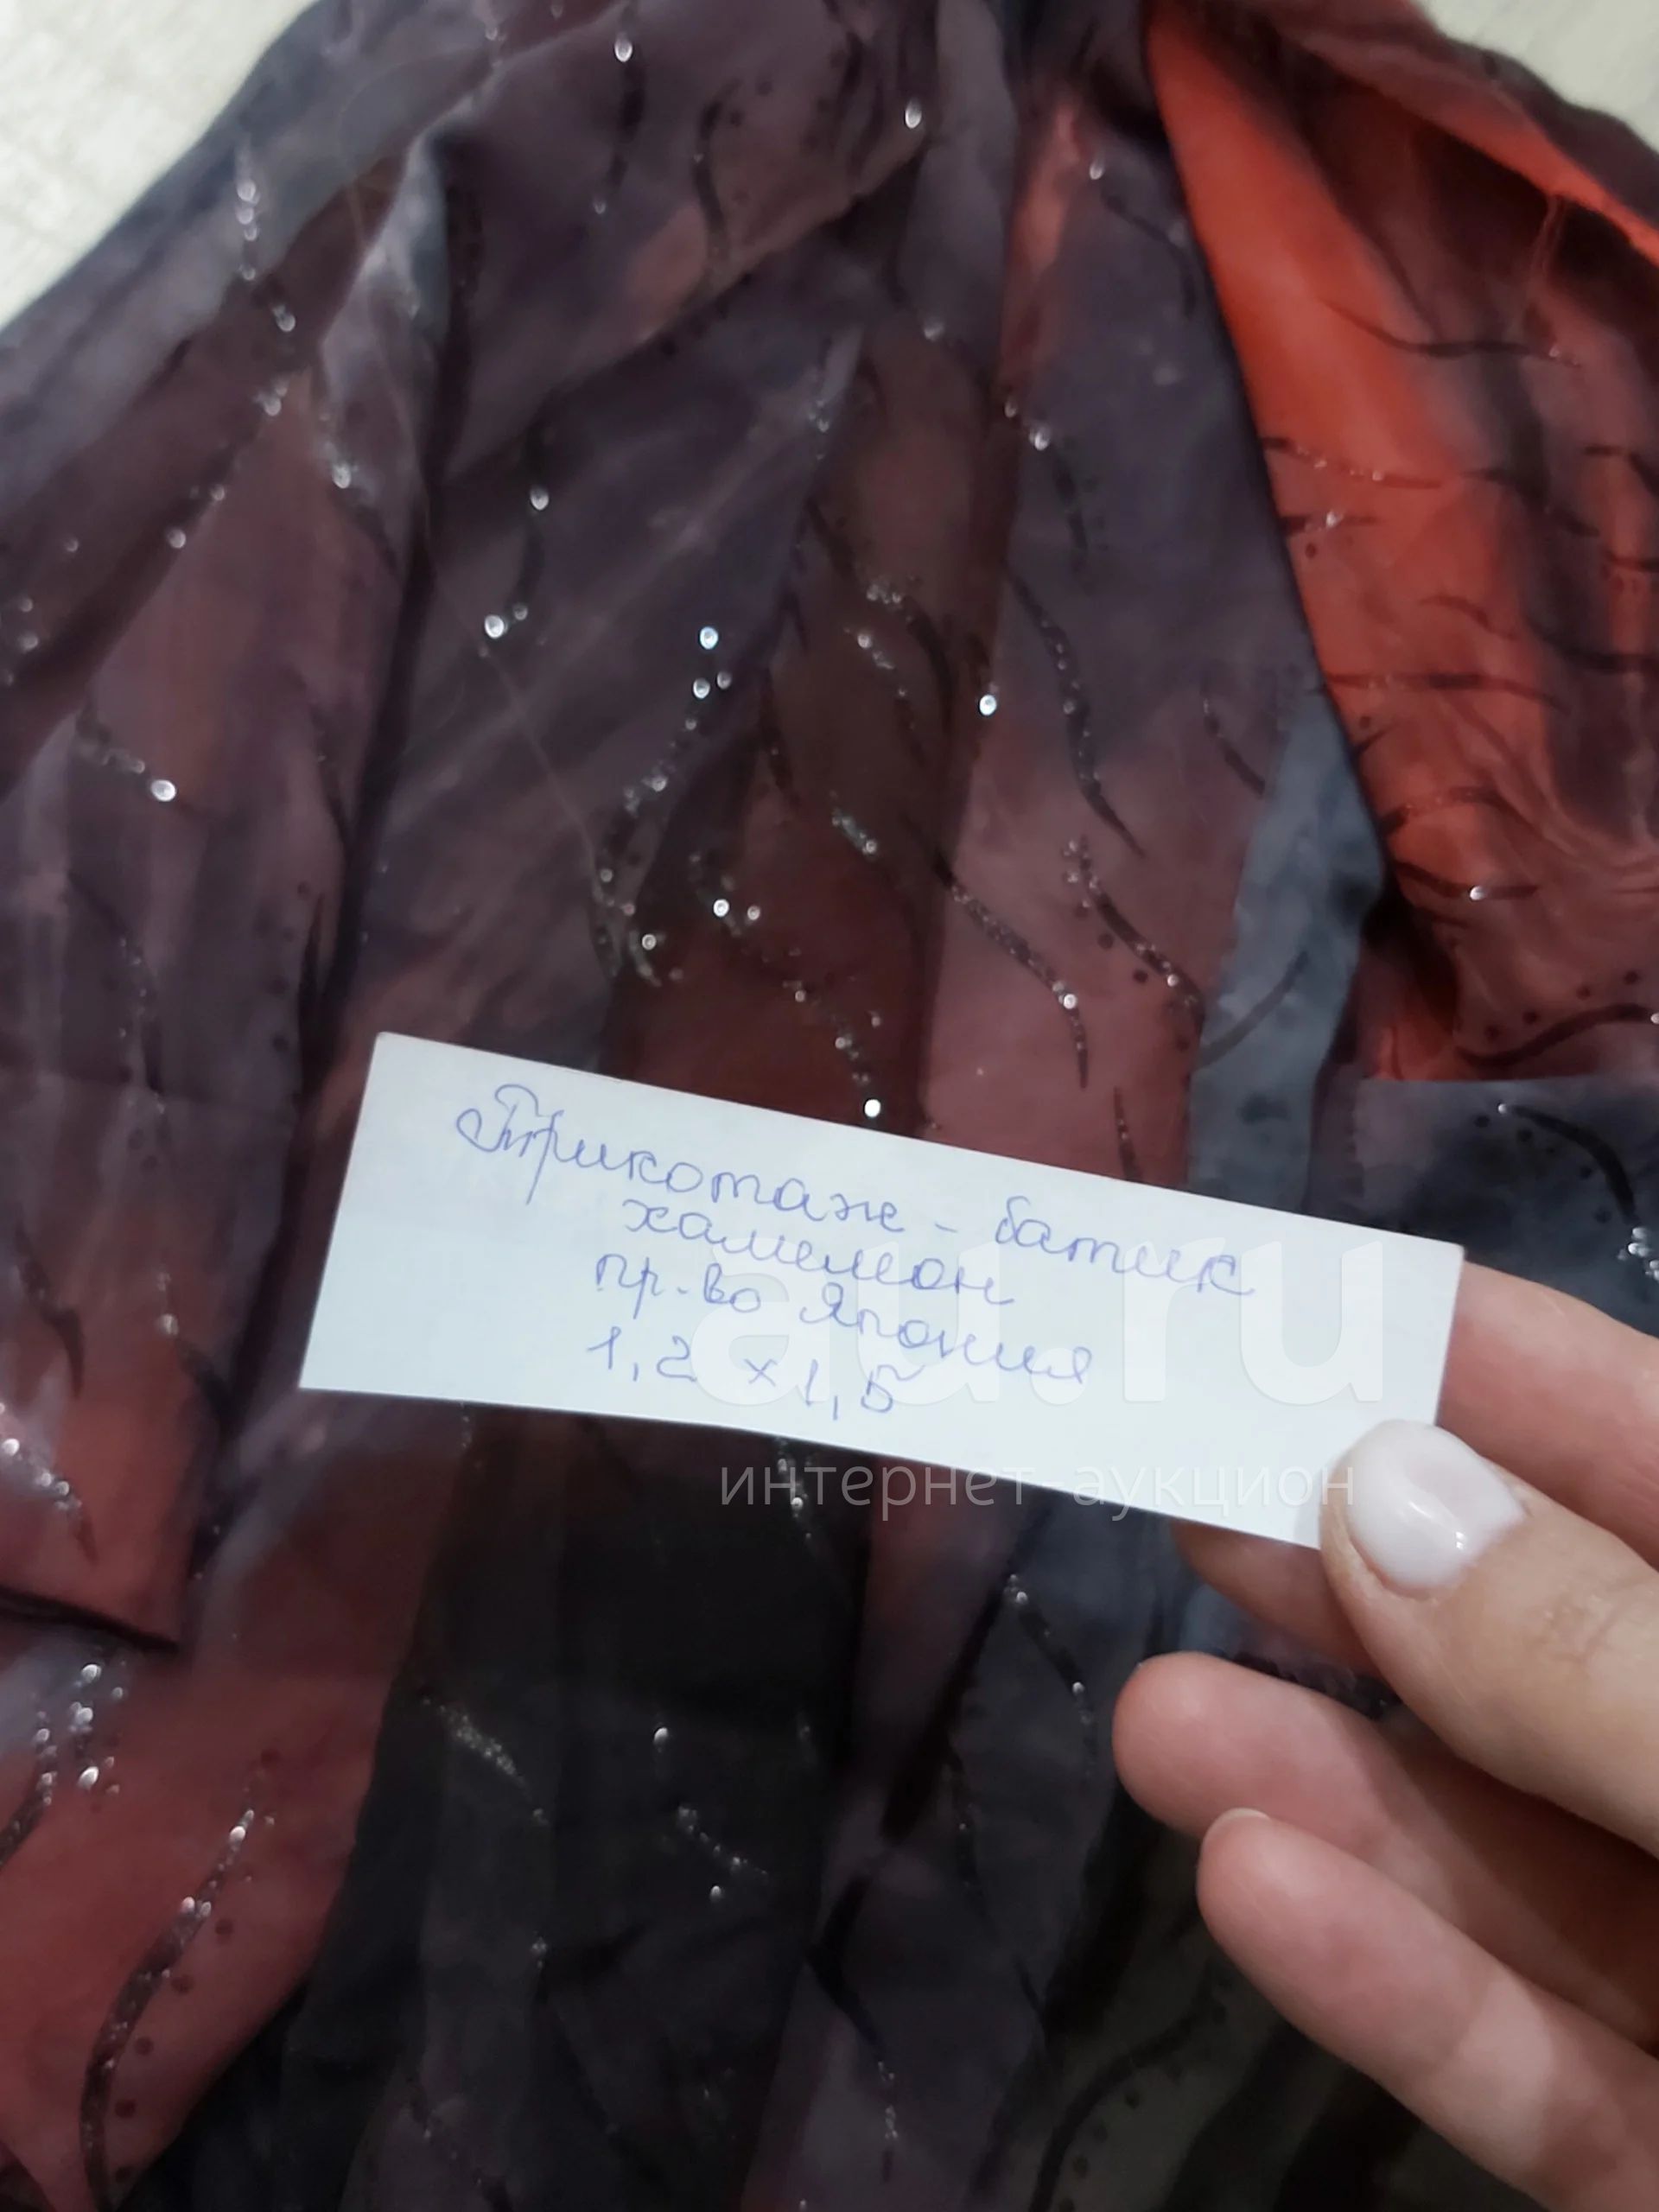 Трикотаж - батик
хамелеон
пр-во Япония
1,2 x 1,5
au.ru
интернет-аукцион